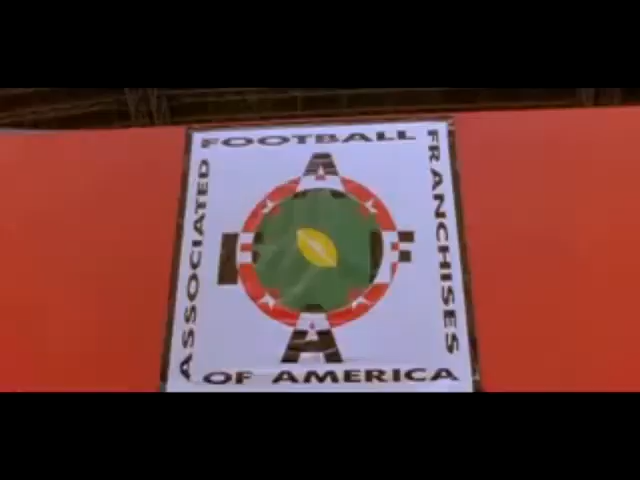 ASSOCIATED
FOOTBALL
FRANCHISES
OF AMERICA
A
F
F
A